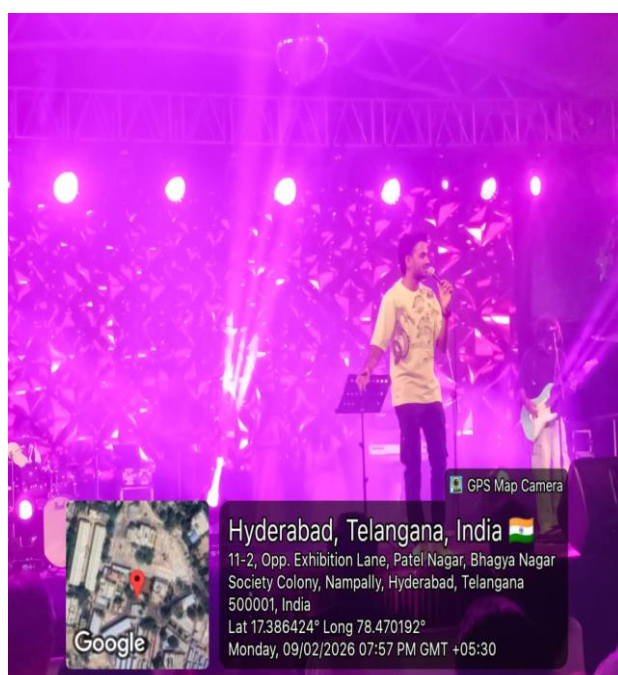 GPS Map Camera
Hyderabad, Telangana, India 🇮🇳
11-2, Opp. Exhibition Lane, Patel Nagar, Bhagya Nagar
Society Colony, Nampally, Hyderabad, Telangana
500001, India
Lat 17.386424° Long 78.470192°
Monday, 09/02/2026 07:57 PM GMT +05:30
Google